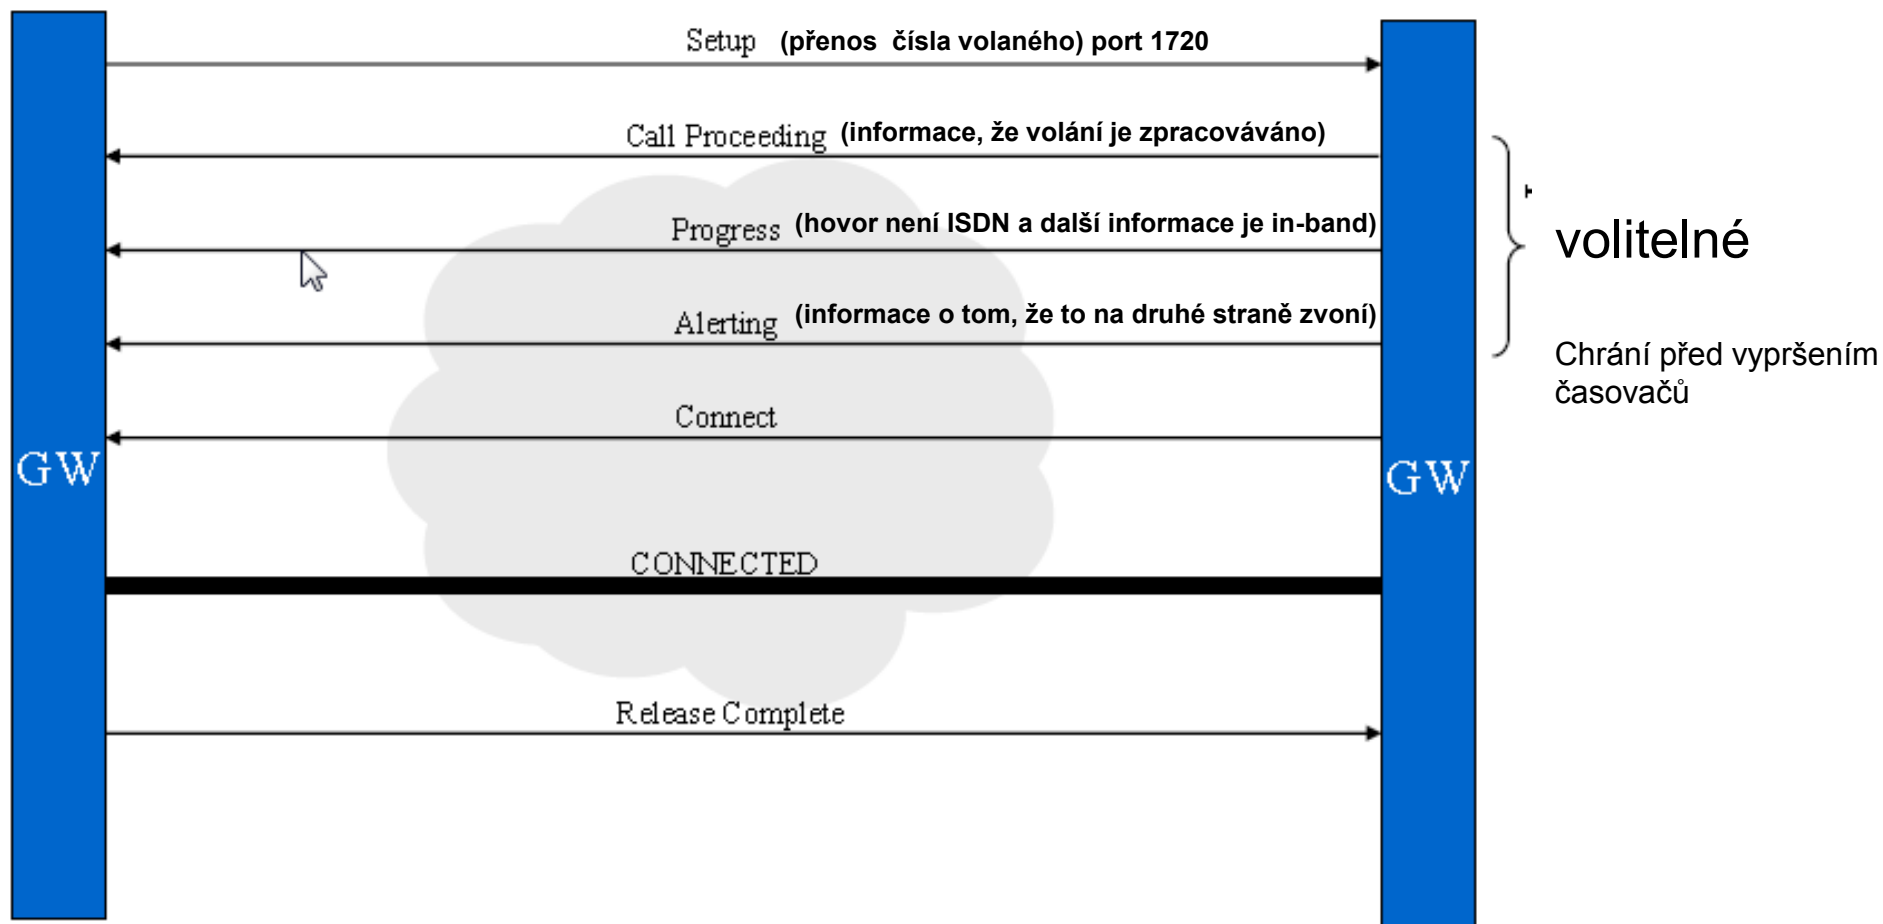 Setup (přenos čísla volaného) port 1720
Call Proceeding (informace, že volání je zpracováváno)
Progress (hovor není ISDN a další informace je in-band)
volitelné
Alerting (informace o tom, že to na druhé straně zvoní)
Chrání před vypršením
časovačů
Connect
GW
GW
CONNECTED
Release Complete